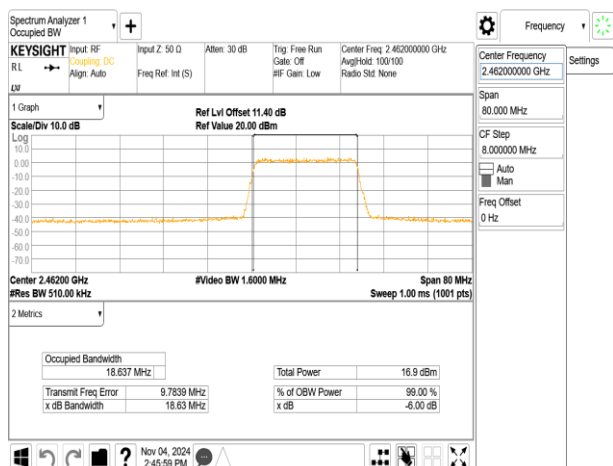 Spectrum Analyzer 1
Occupied BW
Frequency
KEYSIGHT Input: RF Input Z: 50 Ω Atten: 30 dB Trig: Free Run Center Freq: 2.462000000 GHz
RL Coupling: DC Gate: Off Avg|Hold: 100/100
Align: Auto Freq Ref: Int (S) #IF Gain: Low Radio Std: None
LXI
Center Frequency
2.462000000 GHz
Settings
Span
80.000 MHz
CF Step
8.000000 MHz
Auto
Man
Freq Offset
0 Hz
1 Graph
Ref Lvl Offset 11.40 dB
Scale/Div 10.0 dB Ref Value 20.00 dBm
Log
10.0
0.00
-10.0
-20.0
-30.0
-40.0
-50.0
-60.0
-70.0
Center 2.46200 GHz #Video BW 1.6000 MHz Span 80 MHz
#Res BW 510.00 kHz Sweep 1.00 ms (1001 pts)
2 Metrics
Occupied Bandwidth
18.637 MHz
Total Power 16.9 dBm
Transmit Freq Error 9.7839 MHz % of OBW Power 99.00 %
x dB Bandwidth 18.63 MHz x dB -6.00 dB
? Nov 04, 2024
2:45:59 PM